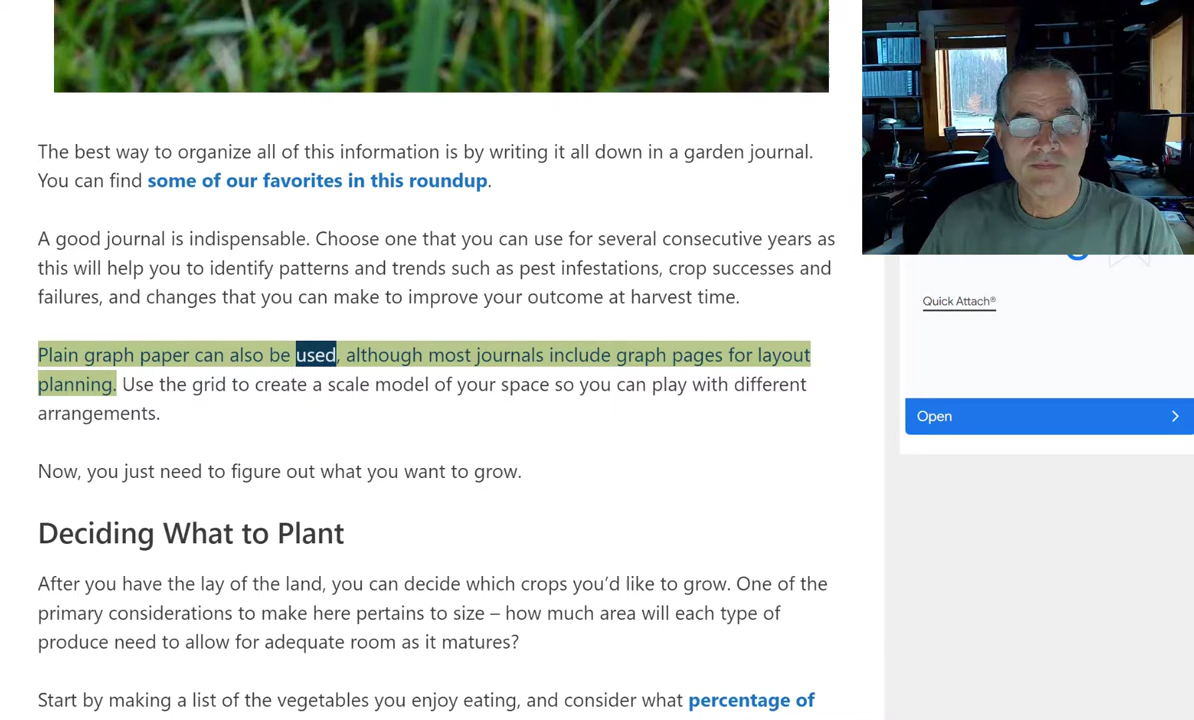 The best way to organize all of this information is by writing it all down in a garden journal.
You can find some of our favorites in this roundup.
A good journal is indispensable. Choose one that you can use for several consecutive years as
this will help you to identify patterns and trends such as pest infestations, crop successes and
failures, and changes that you can make to improve your outcome at harvest time.
Plain graph paper can also be used, although most journals include graph pages for layout
planning. Use the grid to create a scale model of your space so you can play with different
arrangements.
Now, you just need to figure out what you want to grow.
Deciding What to Plant
After you have the lay of the land, you can decide which crops you’d like to grow. One of the
primary considerations to make here pertains to size – how much area will each type of
produce need to allow for adequate room as it matures?
Start by making a list of the vegetables you enjoy eating, and consider what percentage of
Quick Attach®
Open